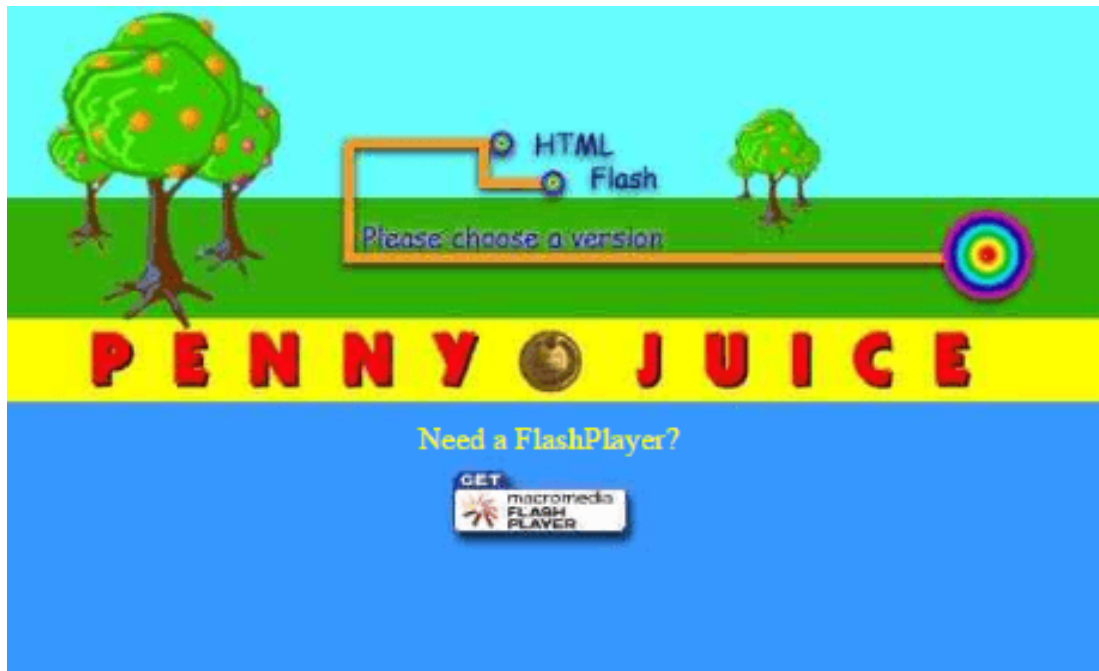 HTML
Flash
Please choose a version
PENNY JUICE
Need a FlashPlayer?
GET
macromedia
FLASH
PLAYER